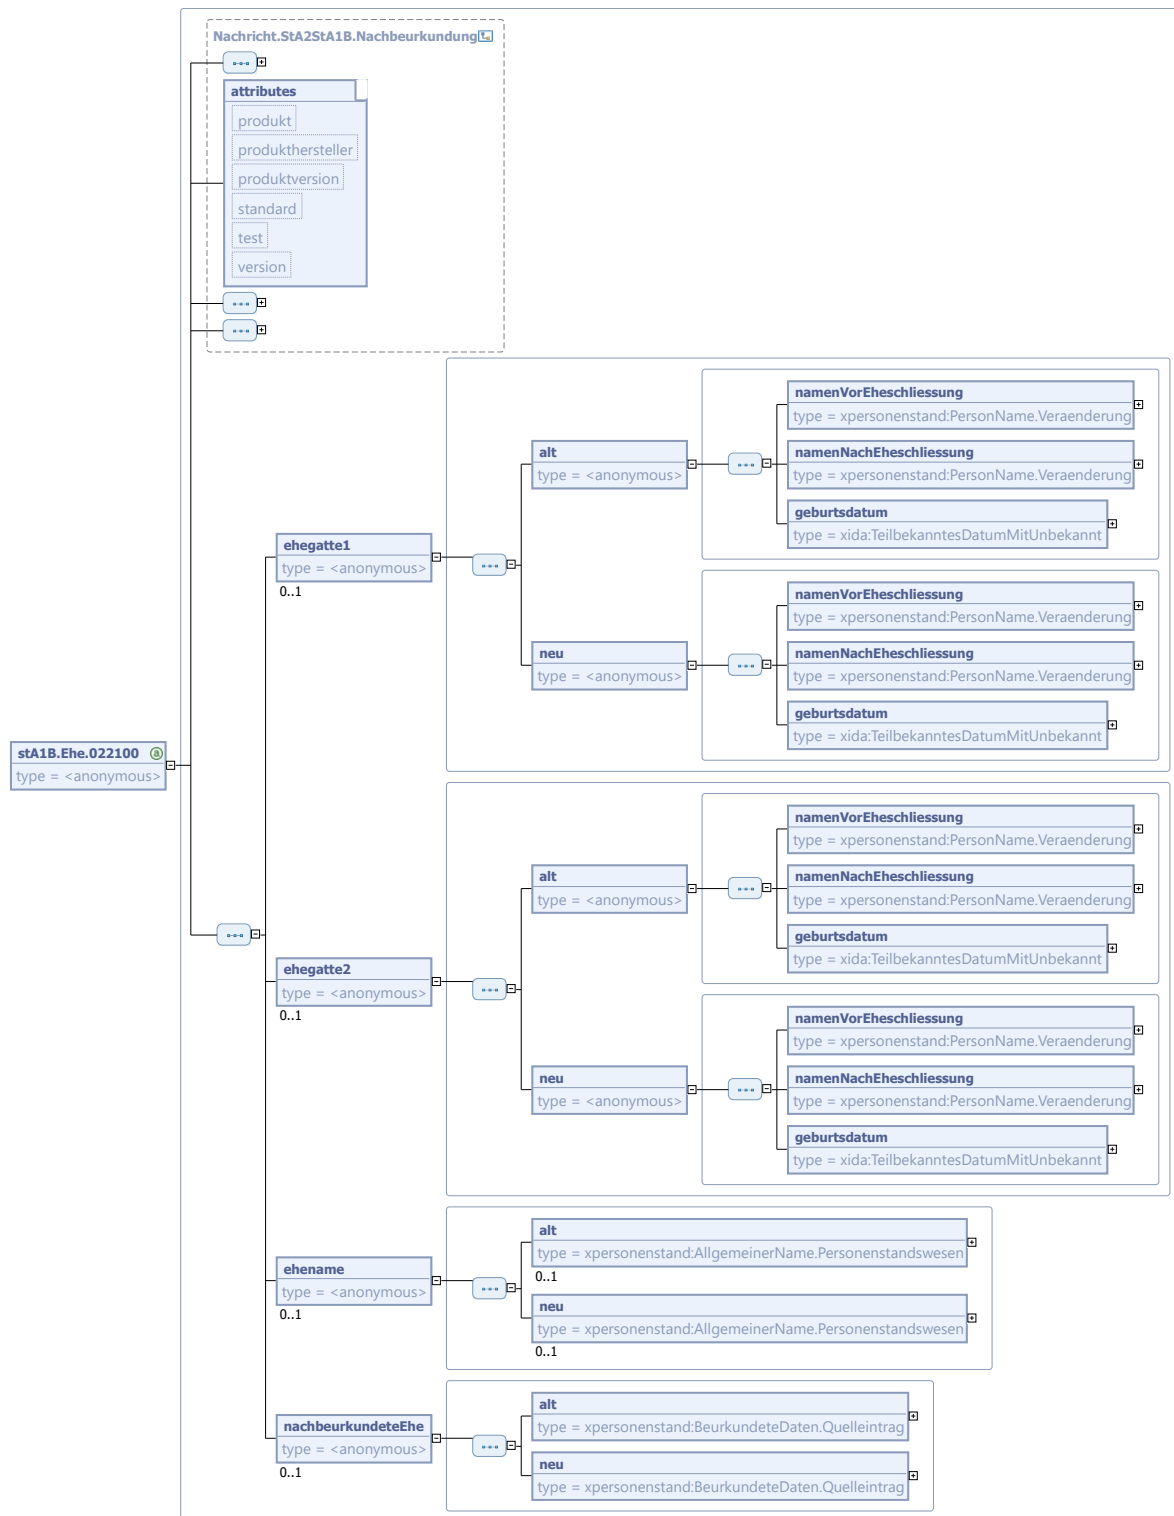 Nachricht.StA2StA1B.Nachbeurkundung
attributes
produkt
produkthersteller
produktversion
standard
test
version
namenVorEheschliessung
type = xpersonenstand:PersonName.Veraenderung
alt
type = <anonymous>
namenNachEheschliessung
type = xpersonenstand:PersonName.Veraenderung
geburtsdatum
type = xida:TeilbekanntesDatumMitUnbekannt
ehegatte1
type = <anonymous>
0..1
namenVorEheschliessung
type = xpersonenstand:PersonName.Veraenderung
neu
type = <anonymous>
namenNachEheschliessung
type = xpersonenstand:PersonName.Veraenderung
geburtsdatum
type = xida:TeilbekanntesDatumMitUnbekannt
stA1B.Ehe.022100 a
type = <anonymous>
namenVorEheschliessung
type = xpersonenstand:PersonName.Veraenderung
alt
type = <anonymous>
namenNachEheschliessung
type = xpersonenstand:PersonName.Veraenderung
geburtsdatum
type = xida:TeilbekanntesDatumMitUnbekannt
ehegatte2
type = <anonymous>
0..1
namenVorEheschliessung
type = xpersonenstand:PersonName.Veraenderung
neu
type = <anonymous>
namenNachEheschliessung
type = xpersonenstand:PersonName.Veraenderung
geburtsdatum
type = xida:TeilbekanntesDatumMitUnbekannt
alt
type = xpersonenstand:AllgemeinerName.Personenstandswesen
0..1
ehename
type = <anonymous>
0..1
neu
type = xpersonenstand:AllgemeinerName.Personenstandswesen
0..1
alt
type = xpersonenstand:BeurkundeteDaten.Quelleintrag
nachbeurkundeteEhe
type = <anonymous>
0..1
neu
type = xpersonenstand:BeurkundeteDaten.Quelleintrag